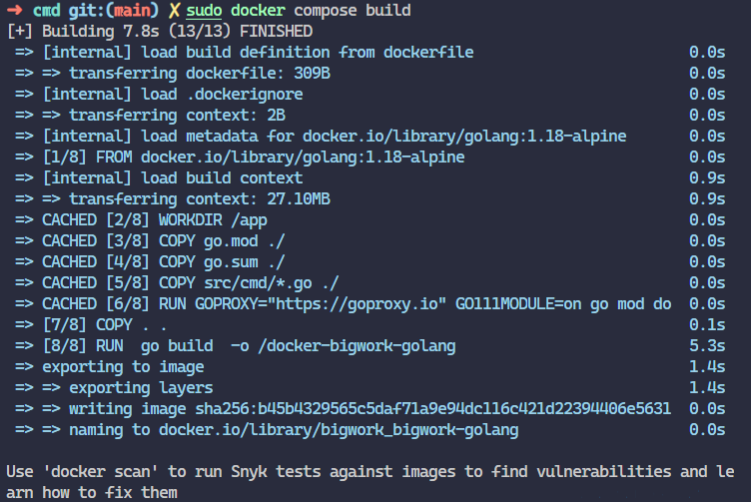 ➜ cmd git:(main) ✗ sudo docker compose build
[+] Building 7.8s (13/13) FINISHED
=> [internal] load build definition from dockerfile 0.0s
=> => transferring dockerfile: 309B 0.0s
=> [internal] load .dockerignore 0.0s
=> => transferring context: 2B 0.0s
=> [internal] load metadata for docker.io/library/golang:1.18-alpine 0.0s
=> [1/8] FROM docker.io/library/golang:1.18-alpine 0.0s
=> [internal] load build context 0.9s
=> => transferring context: 27.10MB 0.9s
=> CACHED [2/8] WORKDIR /app 0.0s
=> CACHED [3/8] COPY go.mod ./ 0.0s
=> CACHED [4/8] COPY go.sum ./ 0.0s
=> CACHED [5/8] COPY src/cmd/*.go ./ 0.0s
=> CACHED [6/8] RUN GOPROXY="https://goproxy.io" GO111MODULE=on go mod do 0.0s
=> [7/8] COPY . . 0.1s
=> [8/8] RUN  go build  -o /docker-bigwork-golang 5.3s
=> exporting to image 1.4s
=> => exporting layers 1.4s
=> => writing image sha256:b45b4329565c5daf71a9e94dc116c421d22394406e5631 0.0s
=> => naming to docker.io/library/bigwork_bigwork-golang 0.0s
Use 'docker scan' to run Snyk tests against images to find vulnerabilities and le
arn how to fix them